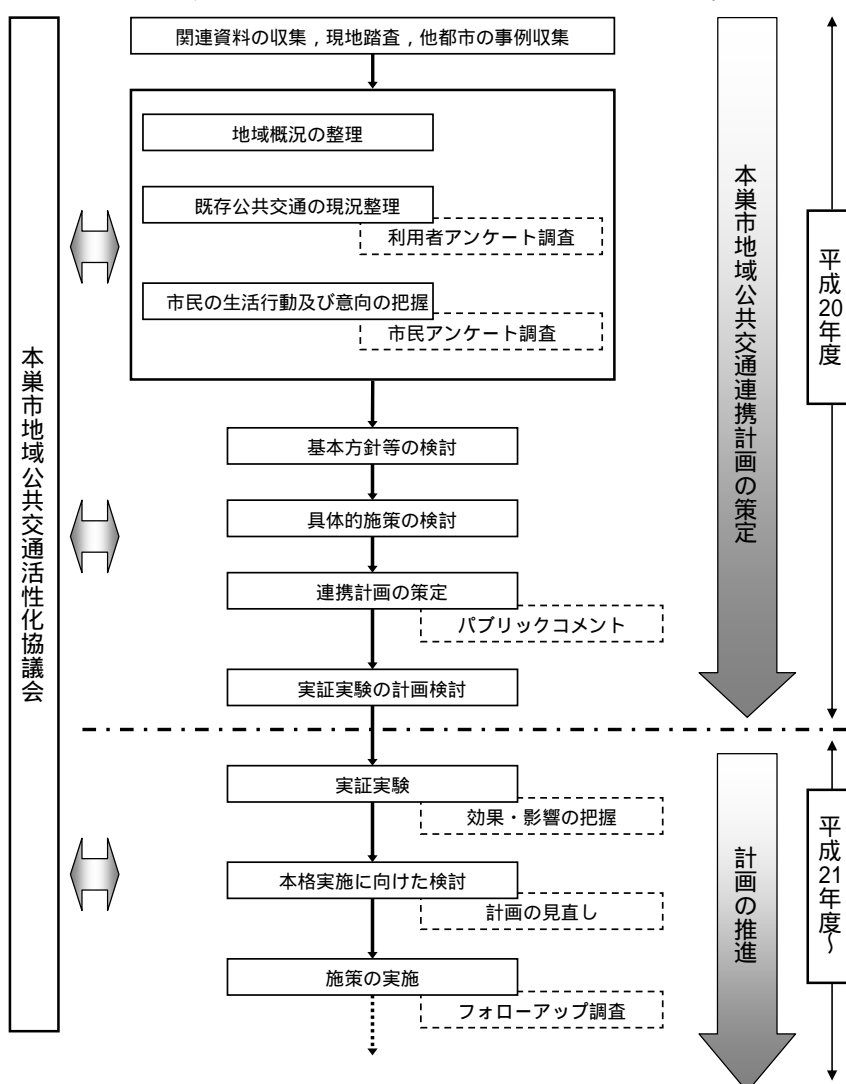 関連資料の収集，現地踏査，他都市の事例収集
地域概況の整理
既存公共交通の現況整理
利用者アンケート調査
市民の生活行動及び意向の把握
市民アンケート調査
基本方針等の検討
具体的施策の検討
連携計画の策定
パブリックコメント
実証実験の計画検討
実証実験
効果・影響の把握
本格実施に向けた検討
計画の見直し
施策の実施
フォローアップ調査
本巣市地域公共交通活性化協議会
本巣市地域公共交通連携計画の策定
計画の推進
平成20年度
平成21年度～